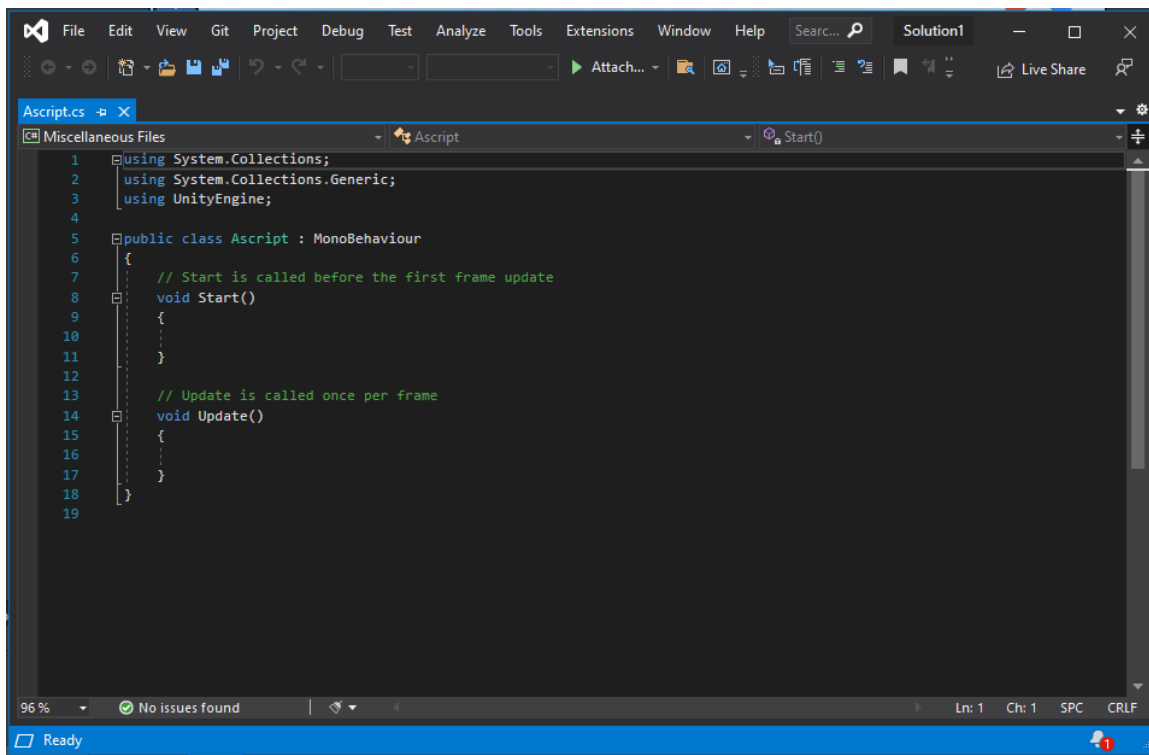 File Edit View Git Project Debug Test Analyze Tools Extensions Window Help Searc... Solution1
Attach... Live Share
Ascript.cs
C# Miscellaneous Files Ascript Start()
1 using System.Collections;
2 using System.Collections.Generic;
3 using UnityEngine;
4
5 public class Ascript : MonoBehaviour
6 {
7 // Start is called before the first frame update
8 void Start()
9 {
10
11 }
12
13 // Update is called once per frame
14 void Update()
15 {
16
17 }
18 }
19
96 % No issues found Ln: 1 Ch: 1 SPC CRLF
Ready 1